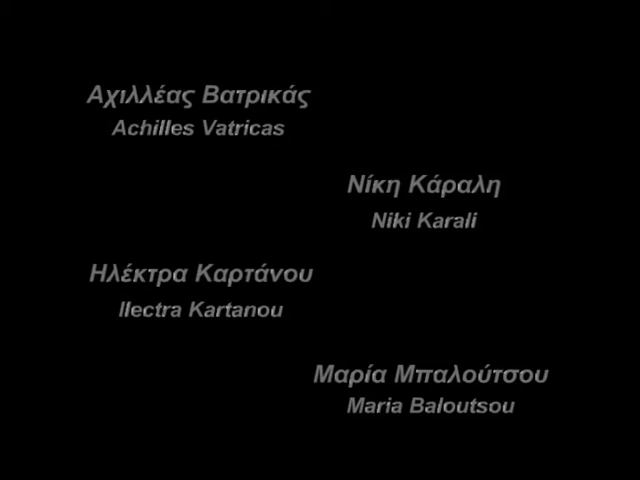 Αχιλλέας Βατρικάς
Achilles Vatricas
Νίκη Κάραλη
Niki Karali
Ηλέκτρα Καρτάνου
Ilectra Kartanou
Μαρία Μπαλούτσου
Maria Baloutsou